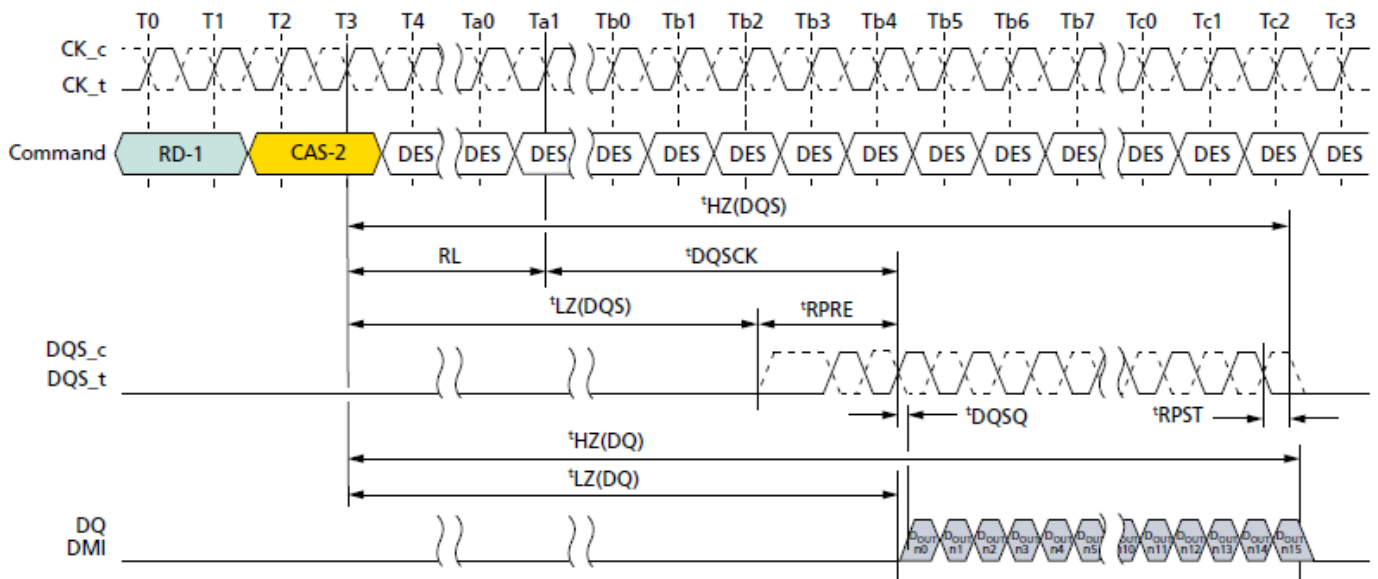 T0 T1 T2 T3 T4 Ta0 Ta1 Tb0 Tb1 Tb2 Tb3 Tb4 Tb5 Tb6 Tb7 Tc0 Tc1 Tc2 Tc3
CK_c
CK_t
Command RD-1 CAS-2 DES DES DES DES DES DES DES DES DES DES DES DES DES DES DES
tHZ(DQS)
RL tDQSCK
tLZ(DQS) tRPRE
DQS_c
DQS_t
tDQSQ tRPST
tHZ(DQ)
tLZ(DQ)
DQ
DMI
DOUT DOUT DOUT DOUT DOUT DOUT DOUT DOUT DOUT DOUT DOUT DOUT
n0 n1 n2 n3 n4 n5 n10 n11 n12 n13 n14 n15